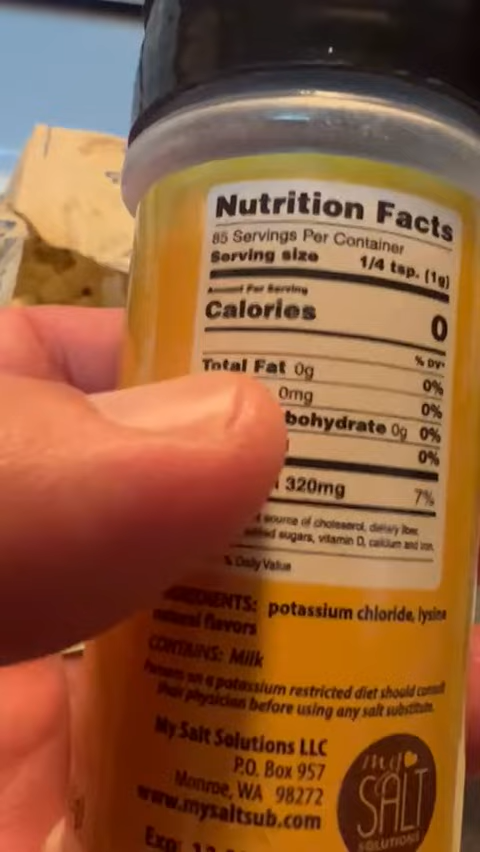 Nutrition Facts
85 Servings Per Container
Serving size 1/4 tsp. (1g)
Amount Per Serving
Calories 0
% DV*
Total Fat 0g 0%
0mg 0%
bohydrate 0g 0%
0%
320mg 7%
source of cholesterol, dietary fiber,
added sugars, vitamin D, calcium and iron.
% Daily Value
INGREDIENTS: potassium chloride, lysine
natural flavors
CONTAINS: Milk
Persons on a potassium restricted diet should consult
their physician before using any salt substitute.
My Salt Solutions LLC
P.O. Box 957
Monroe, WA 98272
www.mysaltsub.com
Exp:
my
SALT
SOLUTIONS